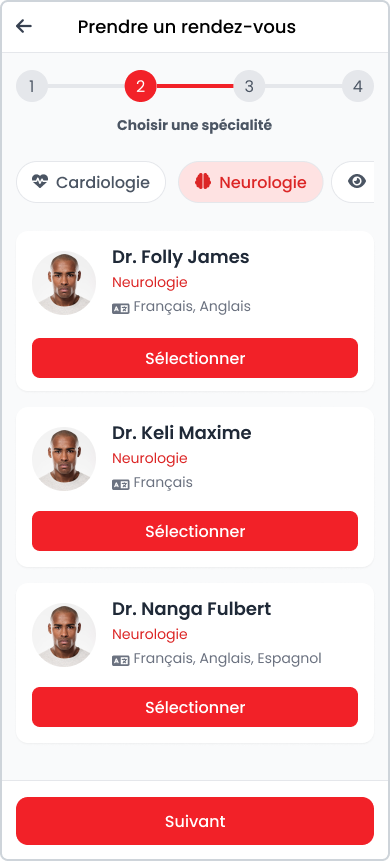 Prendre un rendez-vous
1 2 3 4
Choisir une spécialité
Cardiologie Neurologie
Dr. Folly James
Neurologie
Français, Anglais
Sélectionner
Dr. Keli Maxime
Neurologie
Français
Sélectionner
Dr. Nanga Fulbert
Neurologie
Français, Anglais, Espagnol
Sélectionner
Suivant